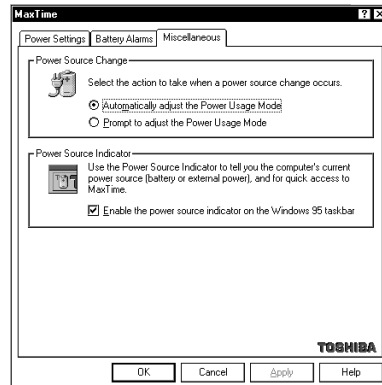 MaxTime
Power Settings Battery Alarms Miscellaneous
Power Source Change
Select the action to take when a power source change occurs.
Automatically adjust the Power Usage Mode
Prompt to adjust the Power Usage Mode
Power Source Indicator
Use the Power Source Indicator to tell you the computer's current
power source (battery or external power), and for quick access to
MaxTime.
Enable the power source indicator on the Windows 95 taskbar
TOSHIBA
OK Cancel Apply Help